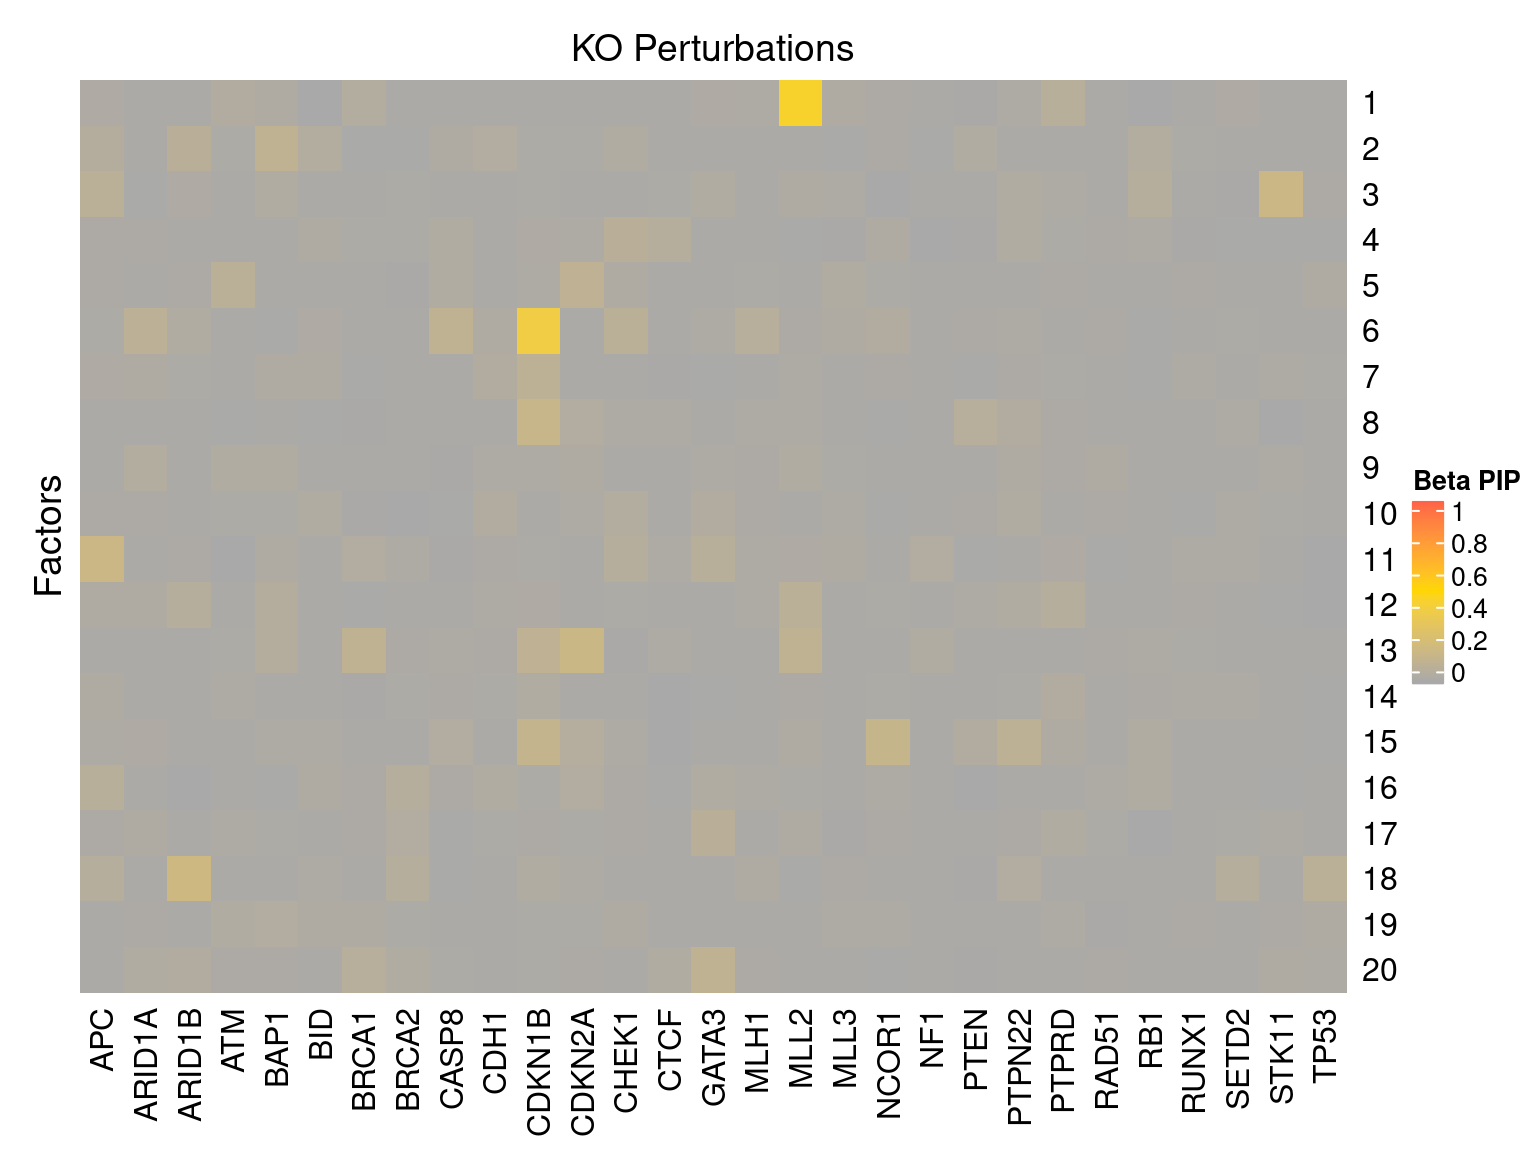 KO Perturbations
Factors
1
2
3
4
5
6
7
8
9
10
11
12
13
14
15
16
17
18
19
20
Beta PIP
1
0.8
0.6
0.4
0.2
0
APC
ARID1A
ARID1B
ATM
BAP1
BID
BRCA1
BRCA2
CASP8
CDH1
CDKN1B
CDKN2A
CHEK1
CTCF
GATA3
MLH1
MLL2
MLL3
NCOR1
NF1
PTEN
PTPN22
PTPRD
RAD51
RB1
RUNX1
SETD2
STK11
TP53